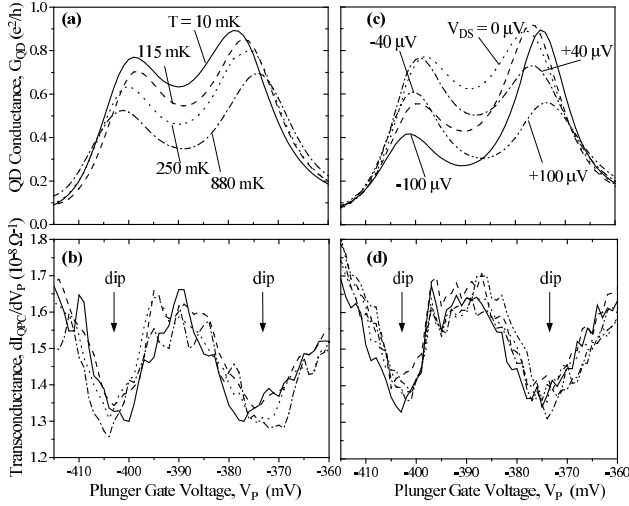 (a)
T = 10 mK
115 mK
250 mK
880 mK
QD Conductance, G_QD (e²/h)
1.0
0.8
0.6
0.4
0.2
0.0
(c)
V_DS = 0 μV
-40 μV
+40 μV
-100 μV
+100 μV
(b)
dip
dip
Transconductance, dI_QPC/dV_P (10⁻⁸ Ω⁻¹)
1.8
1.7
1.6
1.5
1.4
1.3
1.2
-410 -400 -390 -380 -370 -360
Plunger Gate Voltage, V_P (mV)
(d)
dip
dip
-410 -400 -390 -380 -370 -360
Plunger Gate Voltage, V_P (mV)